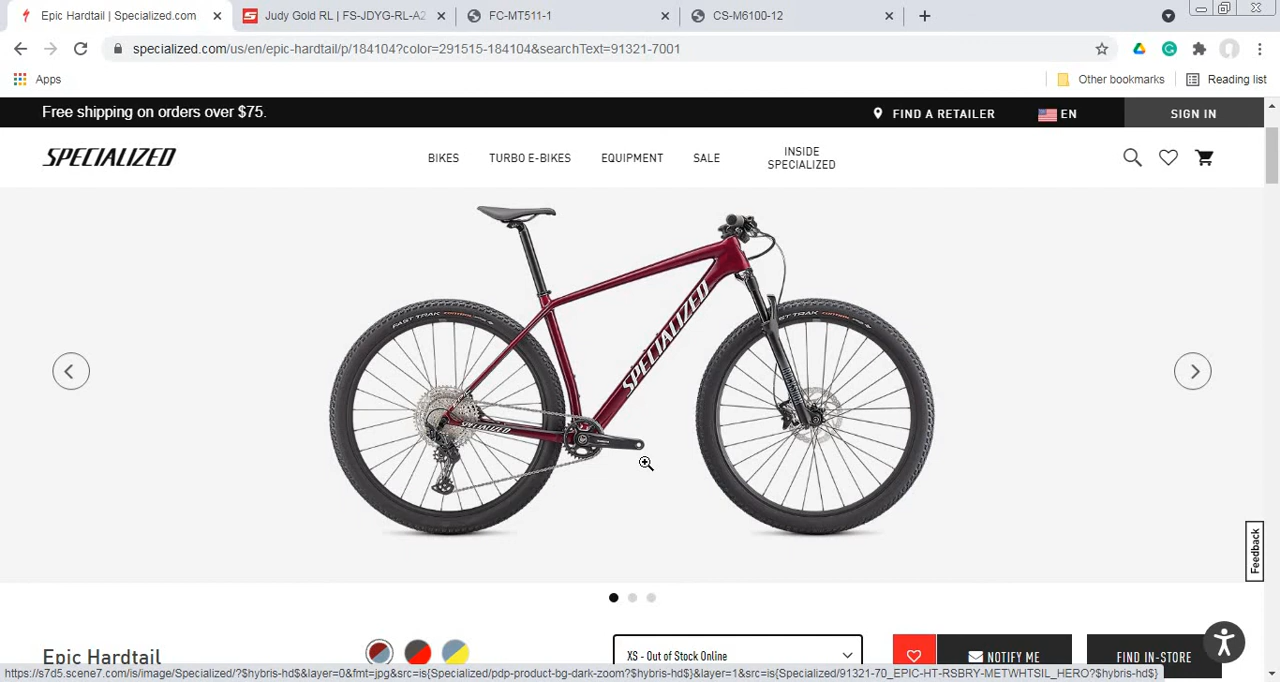 Epic Hardtail | Specialized.com
Judy Gold RL | FS-JDYG-RL-A2
FC-MT511-1
CS-M6100-12
specialized.com/us/en/epic-hardtail/p/184104?color=291515-184104&searchText=91321-7001
Apps
Other bookmarks
Reading list
Free shipping on orders over $75.
FIND A RETAILER
EN
SIGN IN
SPECIALIZED
BIKES
TURBO E-BIKES
EQUIPMENT
SALE
INSIDE
SPECIALIZED
FAST TRAK
FAST TRAK
SPECIALIZED
SPECIALIZED
Feedback
Epic Hardtail
XS - Out of Stock Online
NOTIFY ME
FIND IN-STORE
https://s7d5.scene7.com/is/image/Specialized/?$hybris-hd$&layer=0&fmt=jpg&src=is{Specialized/pdp-product-bg-dark-zoom?$hybris-hd$}&layer=1&src=is{Specialized/91321-70_EPIC-HT-RSBRY-METWHTSIL_HERO?$hybris-hd$}